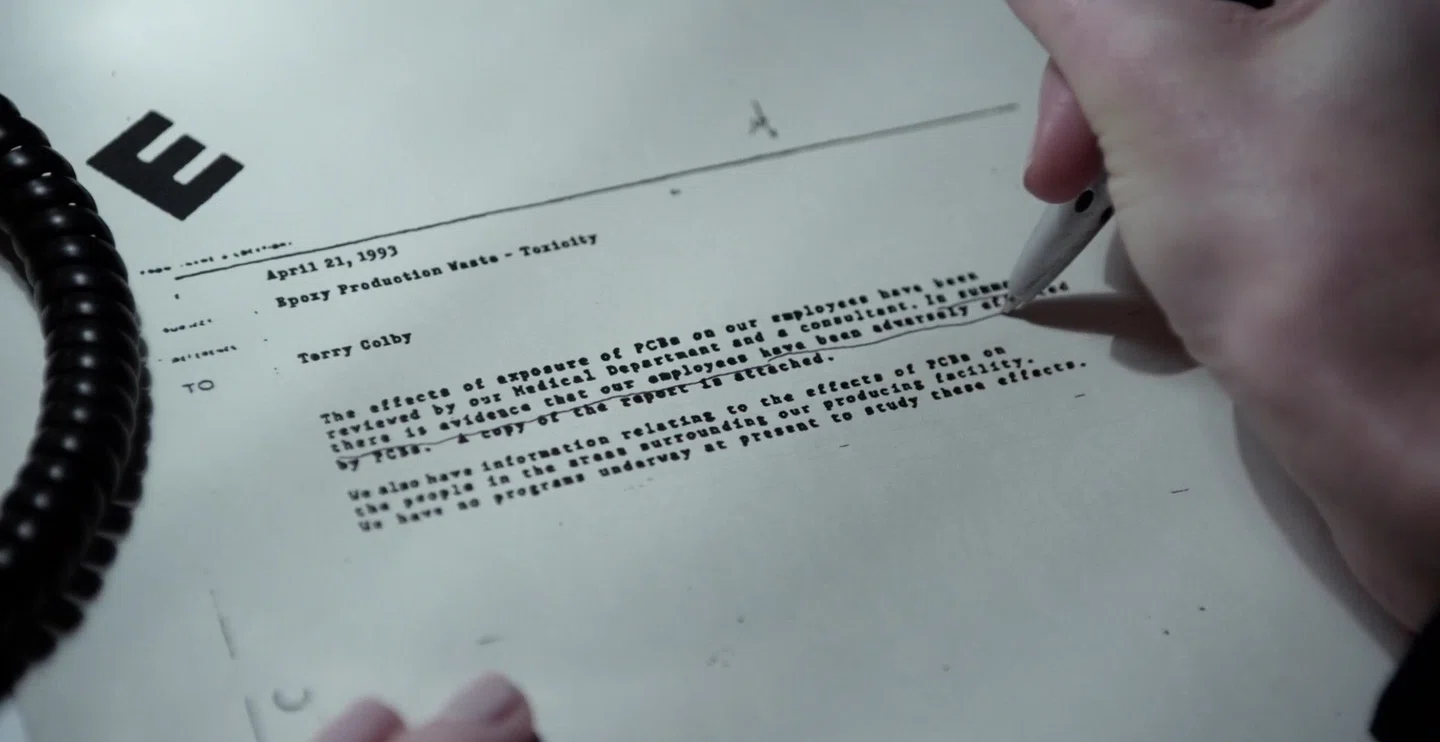 E
April 21, 1993
Epoxy Production Waste - Toxicity
Terry Colby
TO
The effects of exposure of PCBs on our employees have been
reviewed by our Medical Department and a consultant. In
there is evidence that our employees have been adversely
by PCBs. A copy of the report is attached.
We also have information relating to the effects of PCBs on
the people in the areas surrounding our producing facility.
We have no programs underway at present to study these effects.
C